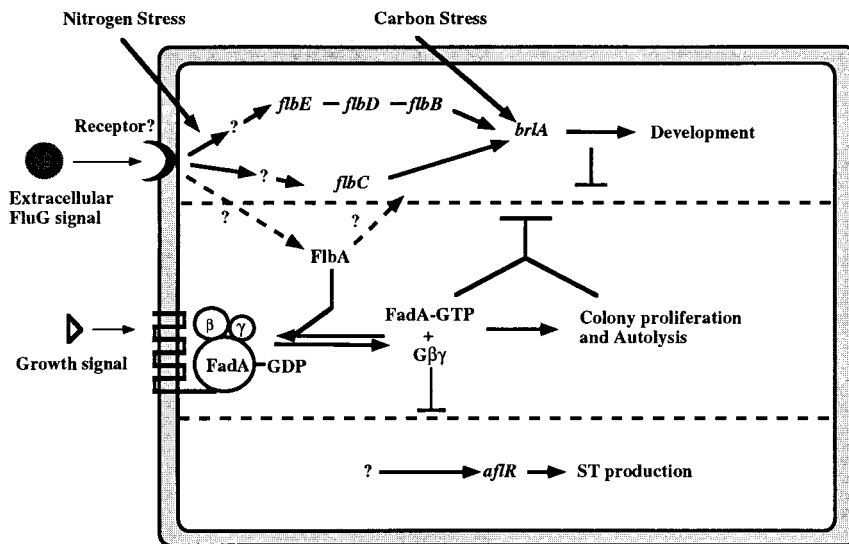 Nitrogen Stress
Carbon Stress
Receptor?
?
flbE
flbD
flbB
brlA
Development
?
flbC
Extracellular
FluG signal
?
?
FlbA
β
γ
FadA
GDP
Growth signal
FadA-GTP
+
Gβγ
Colony proliferation
and Autolysis
?
aflR
ST production